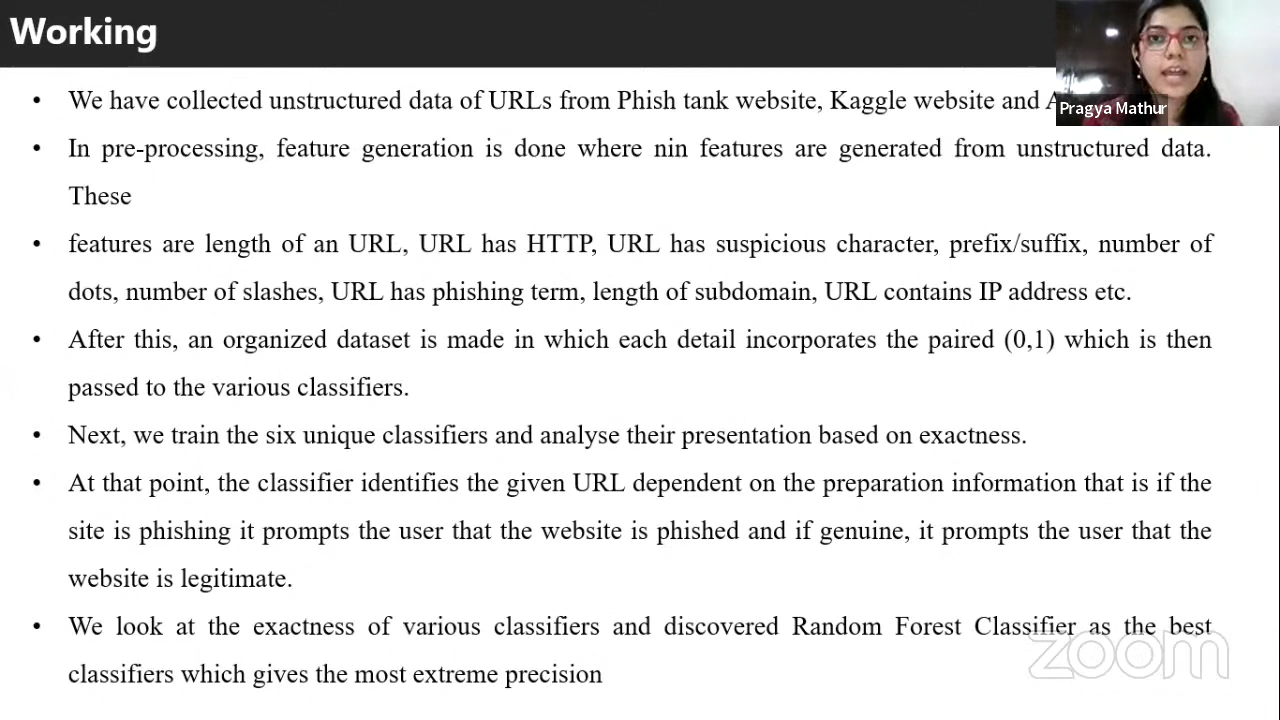 Working
• We have collected unstructured data of URLs from Phish tank website, Kaggle website and
Pragya Mathur
• In pre-processing, feature generation is done where nin features are generated from unstructured data.
These
• features are length of an URL, URL has HTTP, URL has suspicious character, prefix/suffix, number of
dots, number of slashes, URL has phishing term, length of subdomain, URL contains IP address etc.
• After this, an organized dataset is made in which each detail incorporates the paired (0,1) which is then
passed to the various classifiers.
• Next, we train the six unique classifiers and analyse their presentation based on exactness.
• At that point, the classifier identifies the given URL dependent on the preparation information that is if the
site is phishing it prompts the user that the website is phished and if genuine, it prompts the user that the
website is legitimate.
• We look at the exactness of various classifiers and discovered Random Forest Classifier as the best
classifiers which gives the most extreme precision
zoom